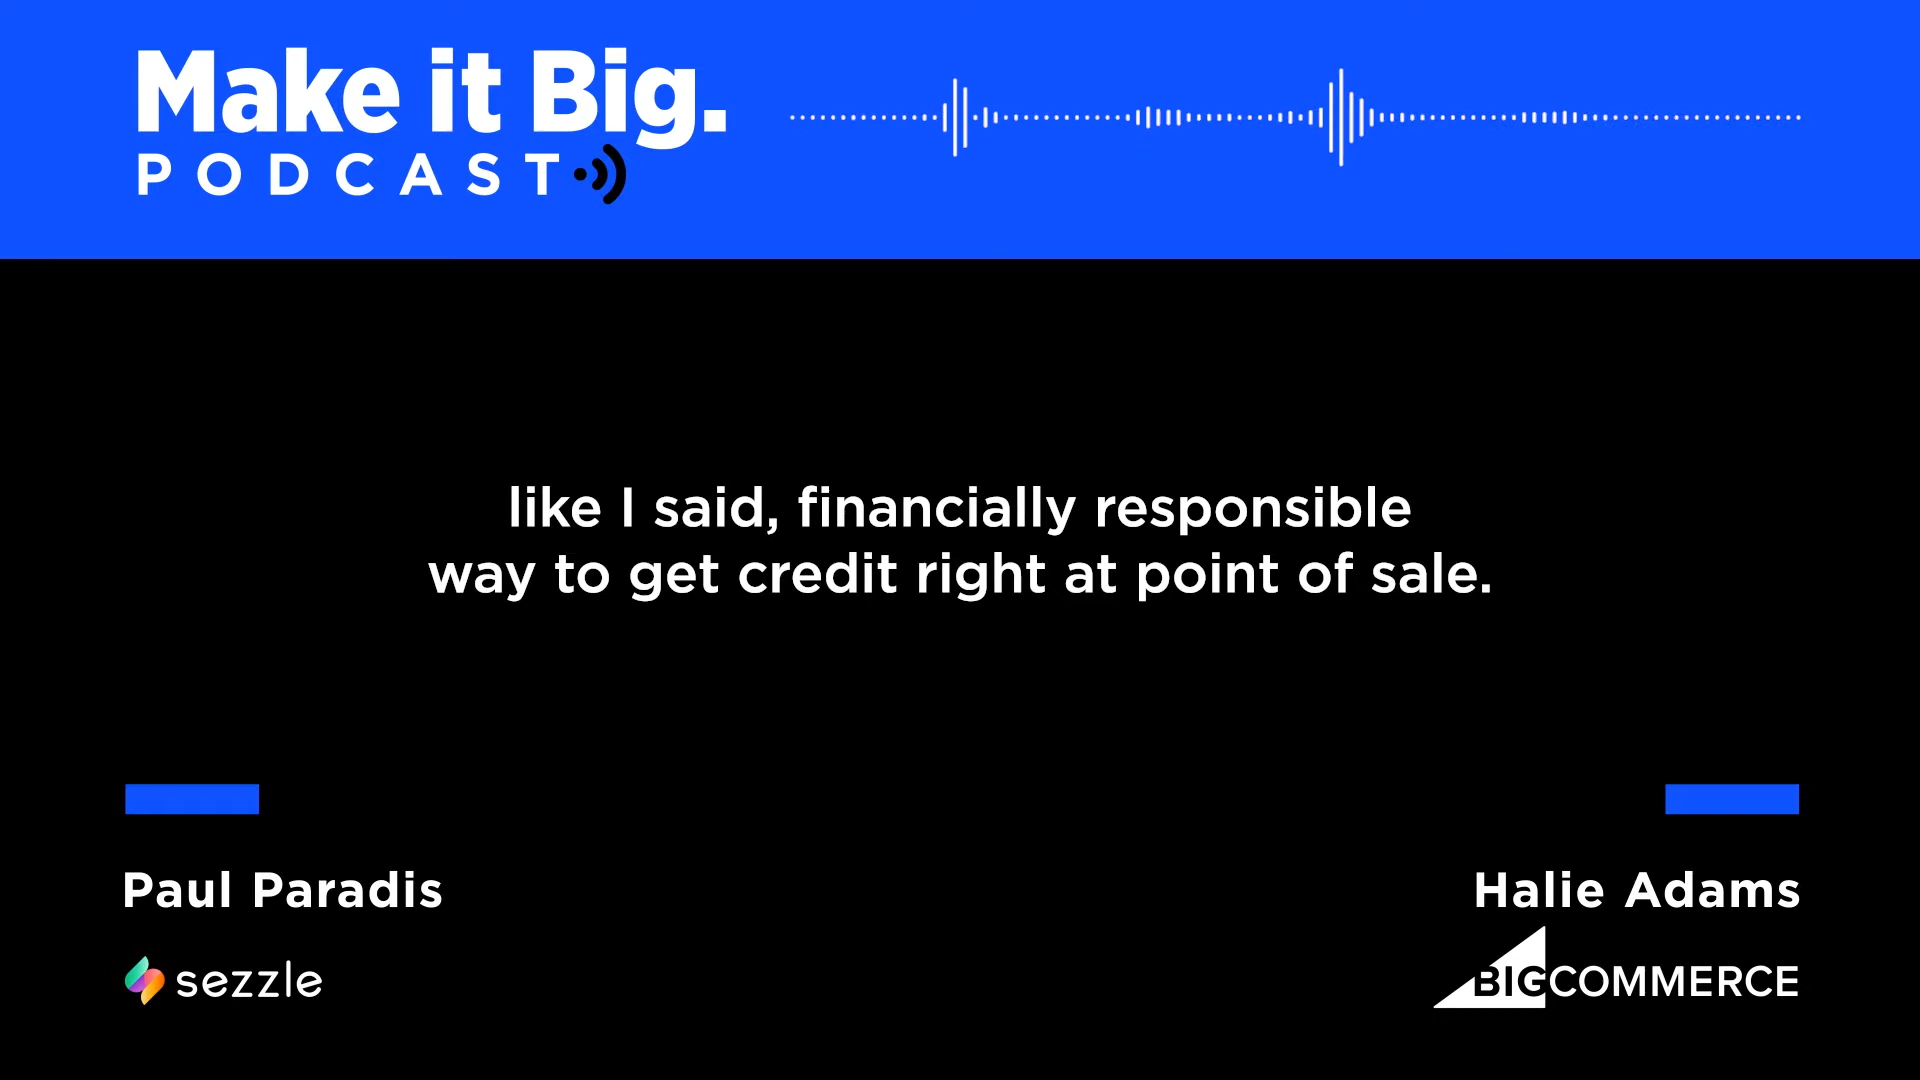 Make it Big.
PODCAST
like I said, financially responsible
way to get credit right at point of sale.
Paul Paradis
sezzle
Halie Adams
BIGCOMMERCE